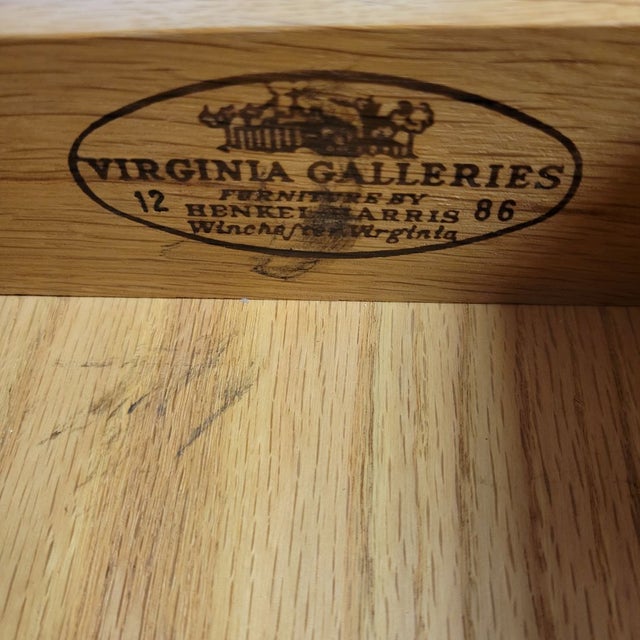 VIRGINIA GALLERIES
12 FURNITURE BY 86
HENKEL HARRIS
Winchester Virginia